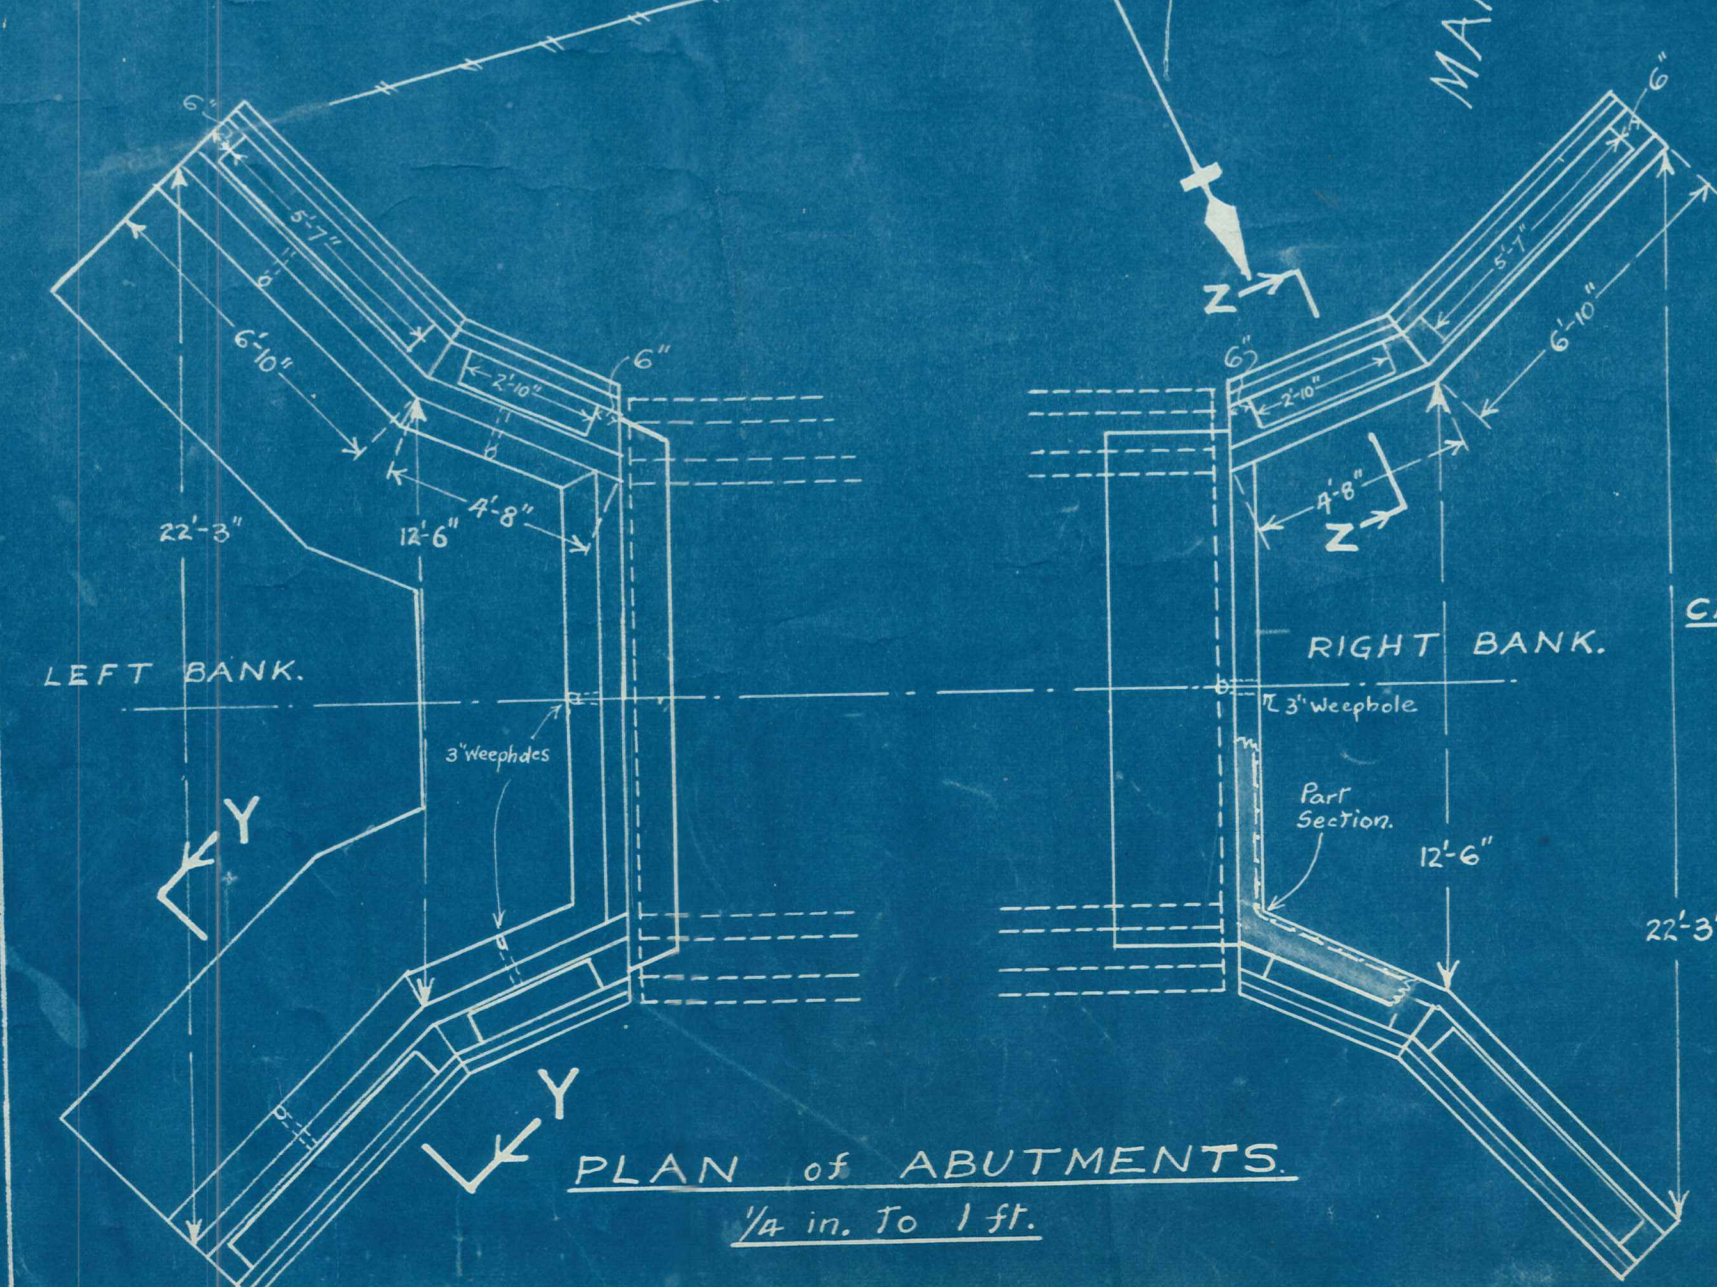 6"
6"
5'-7"
5'-7"
6'-10"
6'-10"
Z
6"
6"
2'-10"
2'-10"
4'-8"
4'-8"
Z
22'-3"
12'-6"
LEFT BANK.
RIGHT BANK.
3" Weephole
3" Weepholes
Y
Part
Section.
12'-6"
22'-3"
Y
PLAN of ABUTMENTS.
1/4 in. To 1 ft.